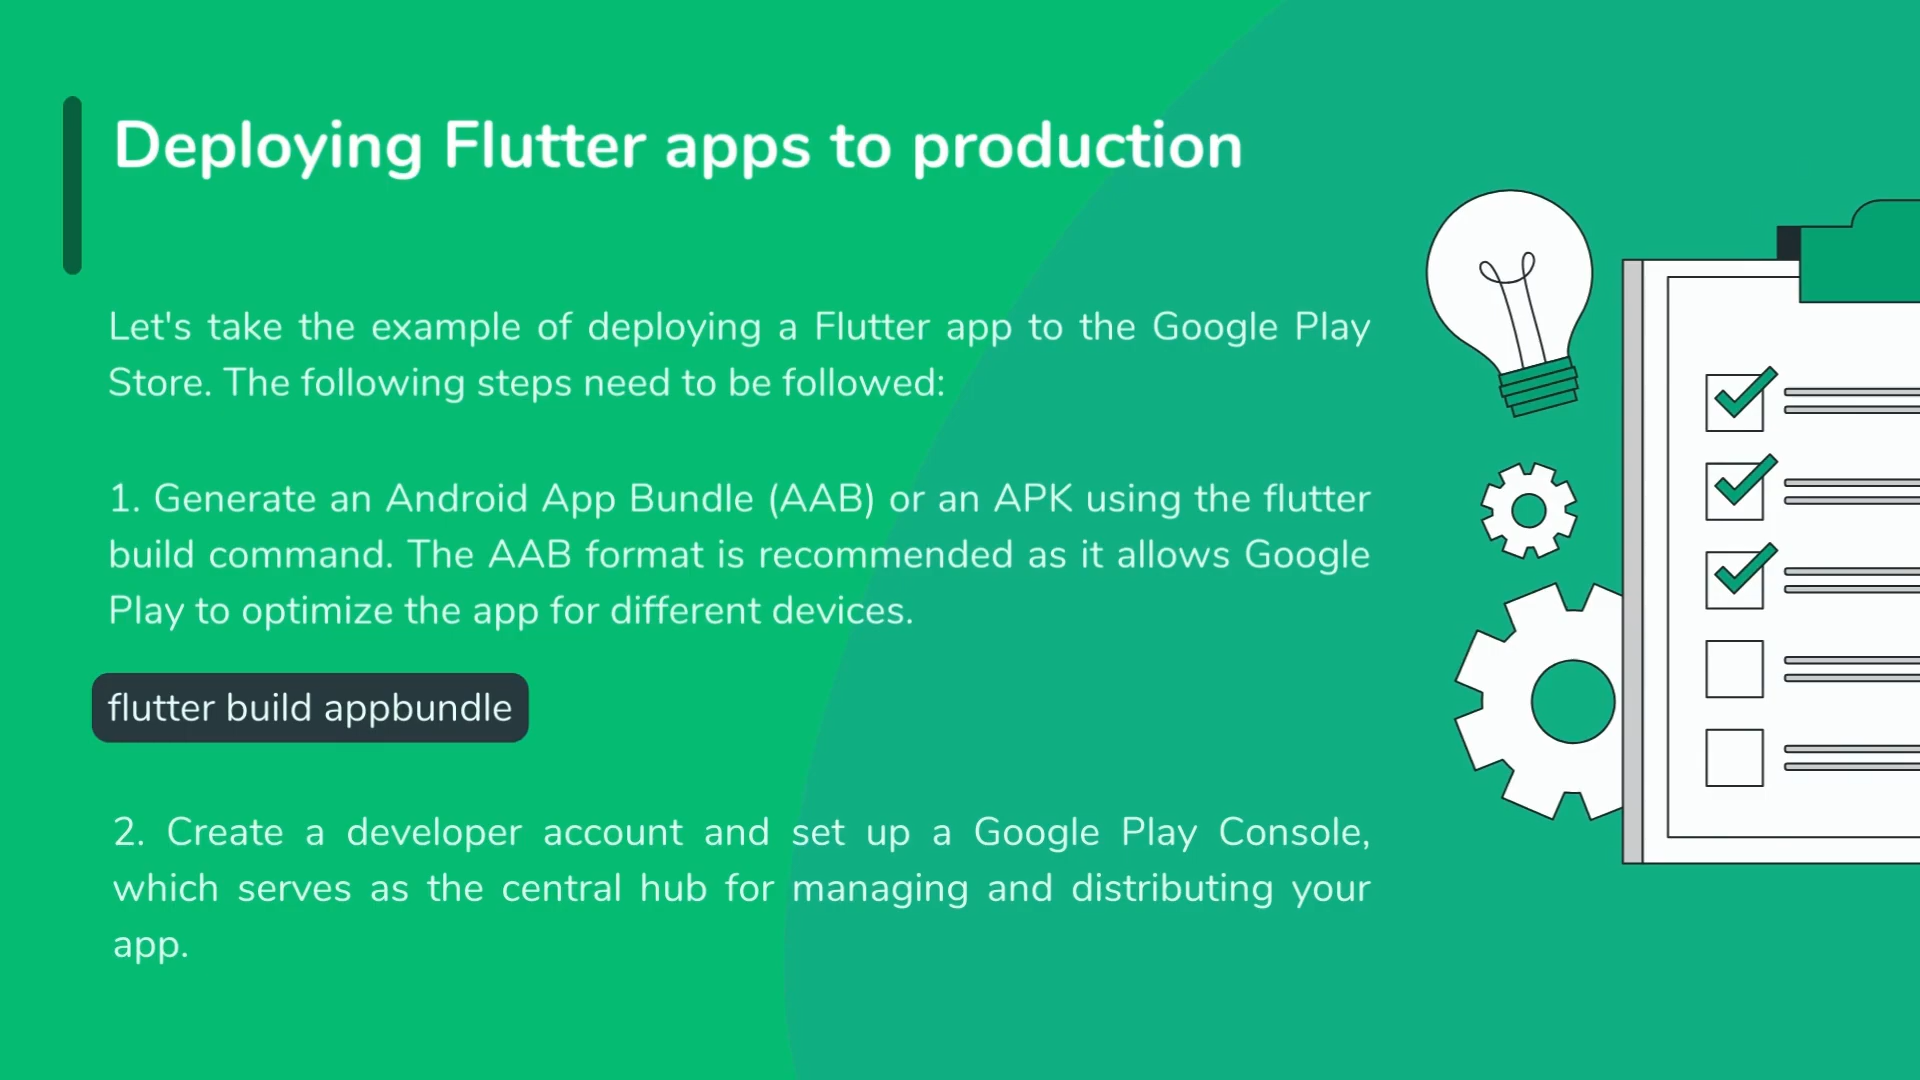 Deploying Flutter apps to production
Let's take the example of deploying a Flutter app to the Google Play
Store. The following steps need to be followed:
1. Generate an Android App Bundle (AAB) or an APK using the flutter
build command. The AAB format is recommended as it allows Google
Play to optimize the app for different devices.
flutter build appbundle
2. Create a developer account and set up a Google Play Console,
which serves as the central hub for managing and distributing your
app.